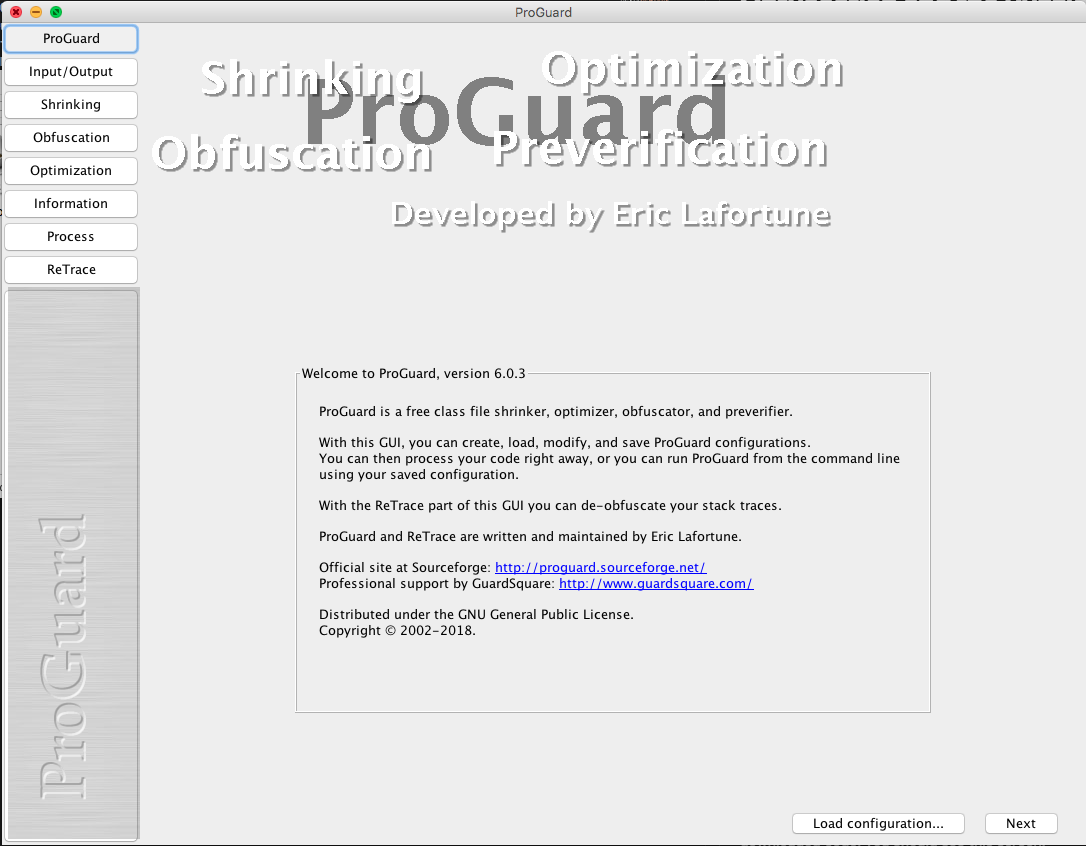 ProGuard
ProGuard
Input/Output
Shrinking
Obfuscation
Optimization
Information
Process
ReTrace
ProGuard
Shrinking
Optimization
ProGuard
Obfuscation
Preverification
Developed by Eric Lafortune
Welcome to ProGuard, version 6.0.3
ProGuard is a free class file shrinker, optimizer, obfuscator, and preverifier.
With this GUI, you can create, load, modify, and save ProGuard configurations.
You can then process your code right away, or you can run ProGuard from the command line
using your saved configuration.
With the ReTrace part of this GUI you can de-obfuscate your stack traces.
ProGuard and ReTrace are written and maintained by Eric Lafortune.
Official site at Sourceforge: http://proguard.sourceforge.net/
Professional support by GuardSquare: http://www.guardsquare.com/
Distributed under the GNU General Public License.
Copyright © 2002-2018.
Load configuration...
Next